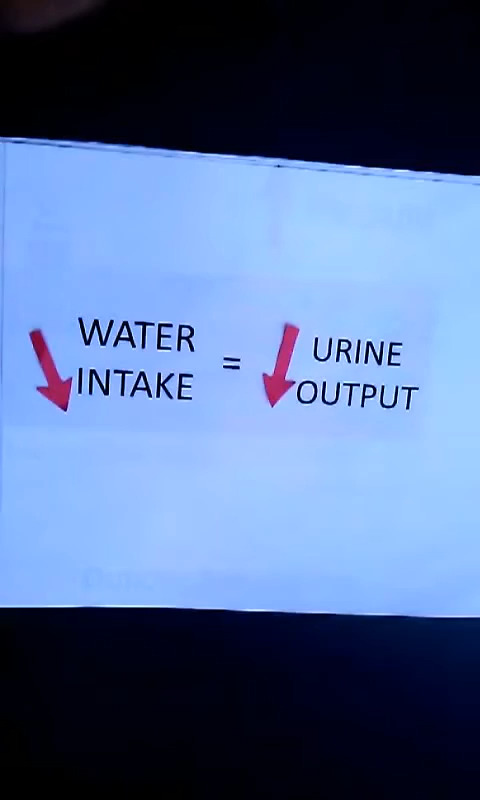 WATER
INTAKE
=
URINE
OUTPUT